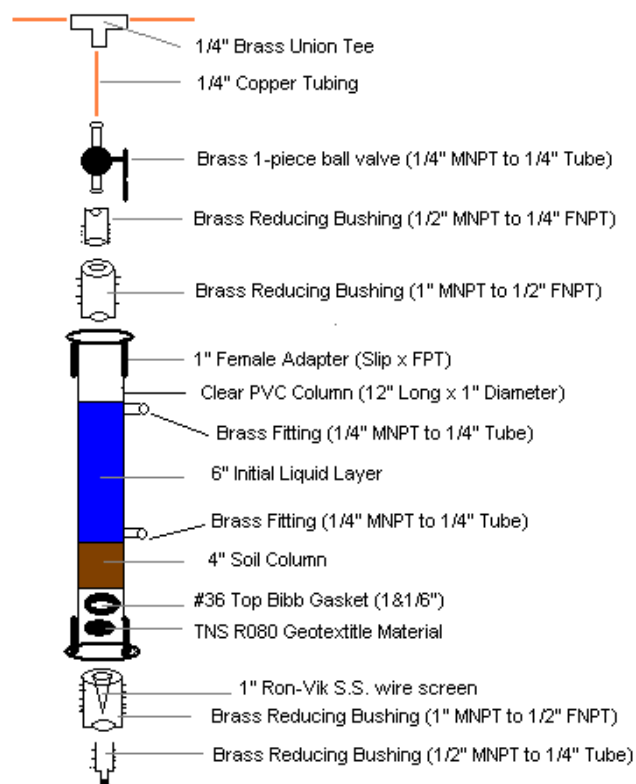 1/4" Brass Union Tee
1/4" Copper Tubing
Brass 1-piece ball valve (1/4" MNPT to 1/4" Tube)
Brass Reducing Bushing (1/2" MNPT to 1/4" FNPT)
Brass Reducing Bushing (1" MNPT to 1/2" FNPT)
1" Female Adapter (Slip x FPT)
Clear PVC Column (12" Long x 1" Diameter)
Brass Fitting (1/4" MNPT to 1/4" Tube)
6" Initial Liquid Layer
Brass Fitting (1/4" MNPT to 1/4" Tube)
4" Soil Column
#36 Top Bibb Gasket (1&1/6")
TNS R080 Geotextitle Material
1" Ron-Vik S.S. wire screen
Brass Reducing Bushing (1" MNPT to 1/2" FNPT)
Brass Reducing Bushing (1/2" MNPT to 1/4" Tube)